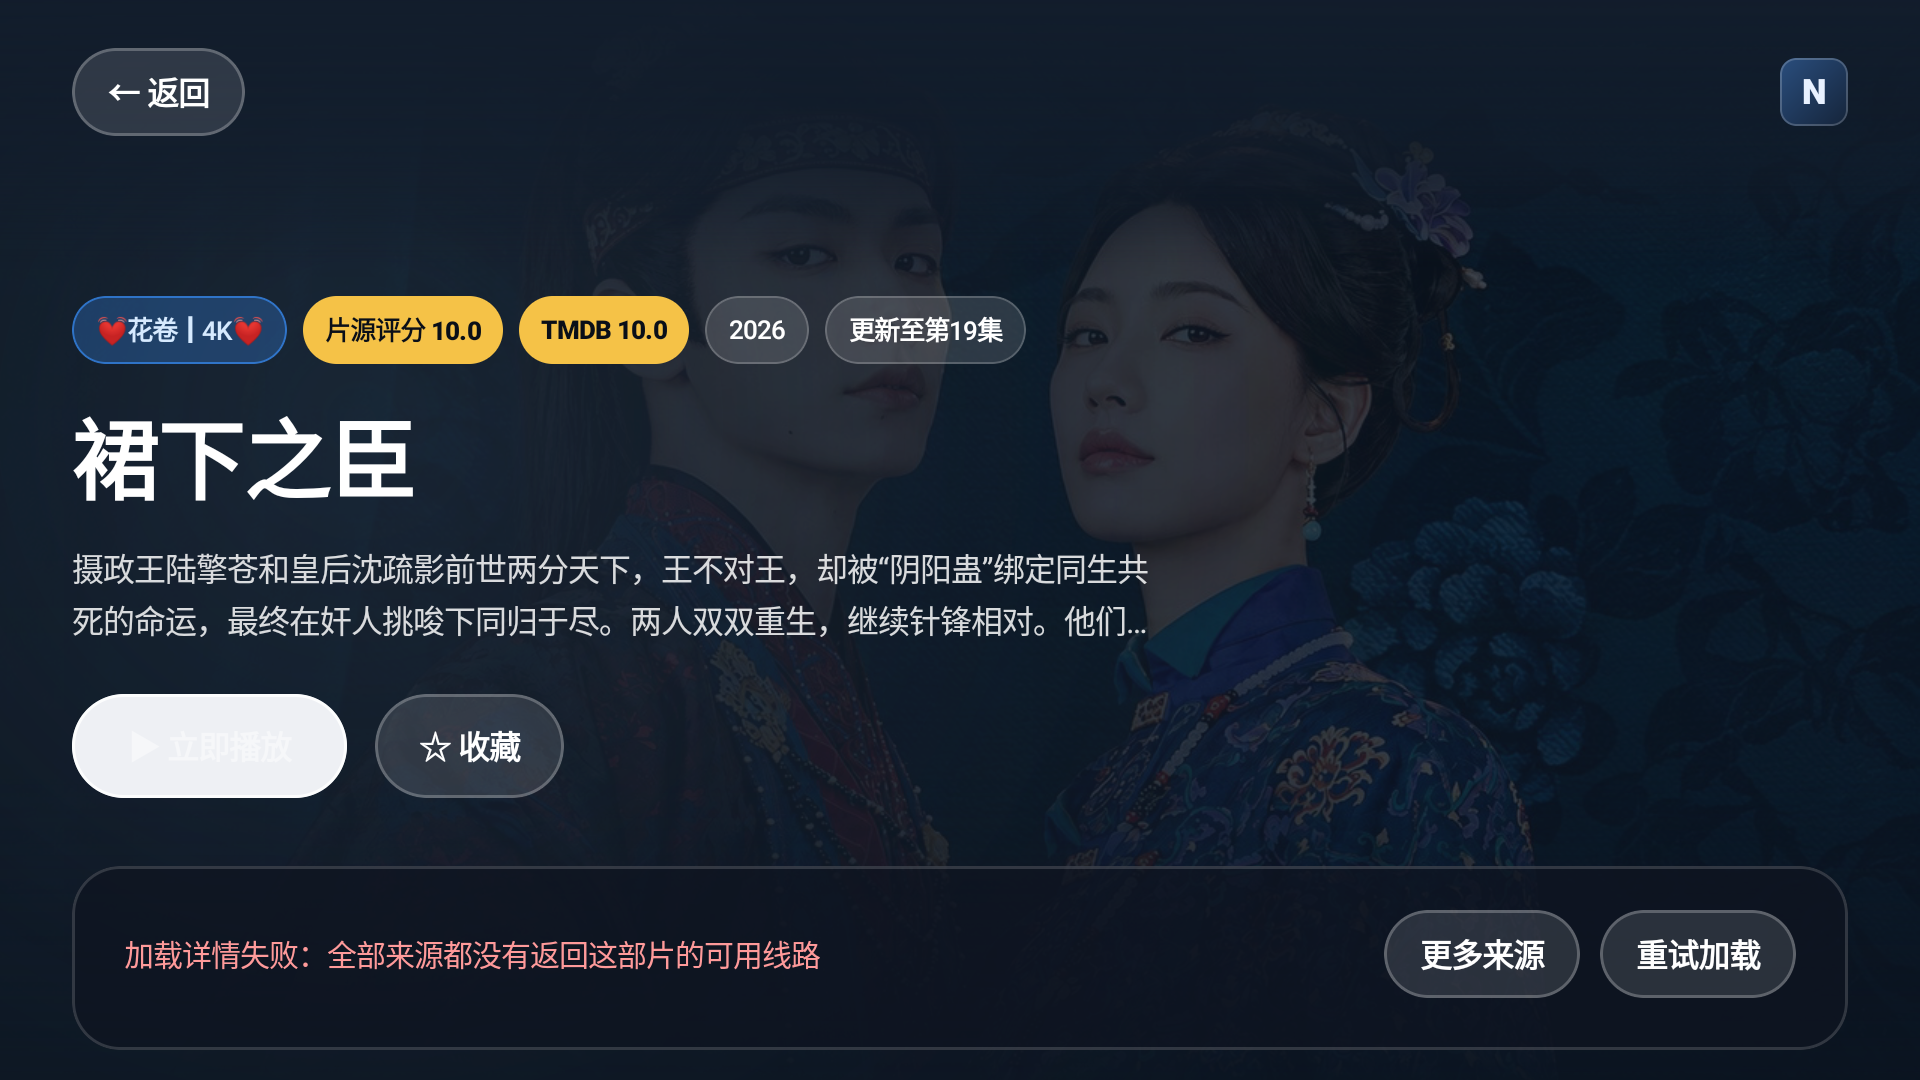 ← 返回
N
💓花卷┃4K💓
片源评分 10.0
TMDB 10.0
2026
更新至第19集
裙下之臣
摄政王陆擎苍和皇后沈疏影前世两分天下，王不对王，却被“阴阳蛊”绑定同生共
死的命运，最终在奸人挑唆下同归于尽。两人双双重生，继续针锋相对。他们...
▶ 立即播放
☆ 收藏
加载详情失败：全部来源都没有返回这部片的可用线路
更多来源
重试加载